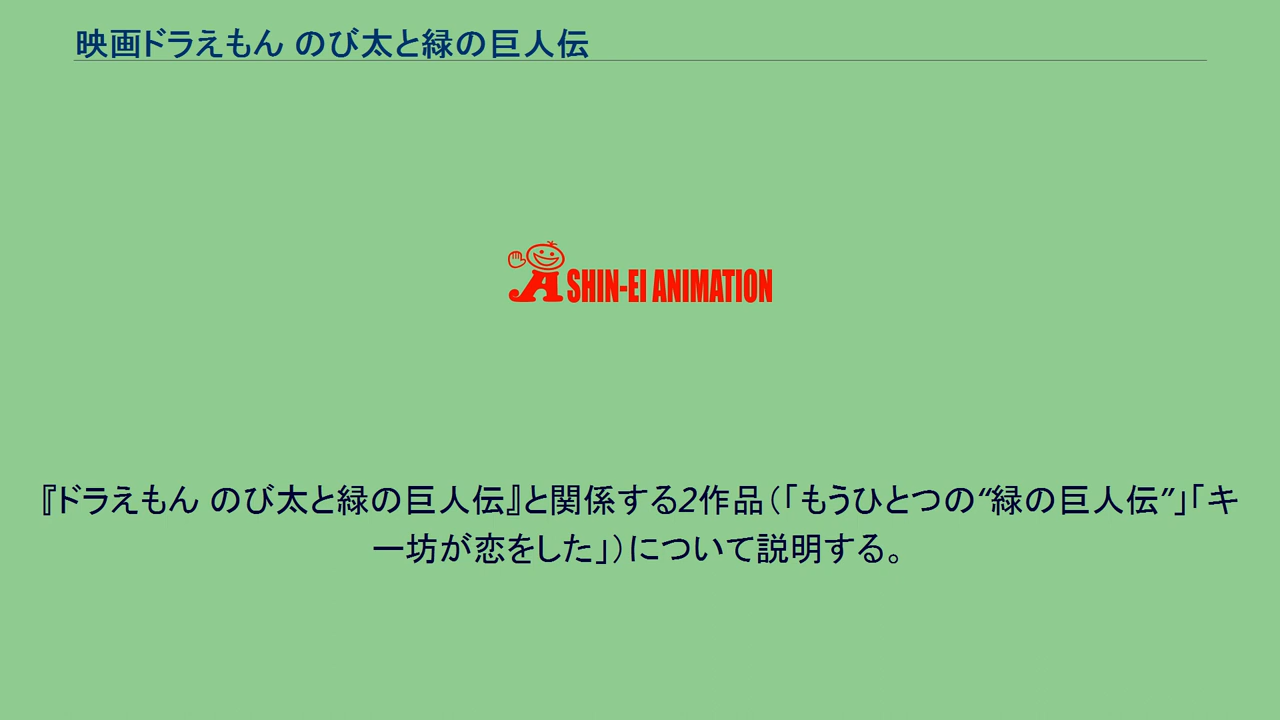 映画ドラえもん のび太と緑の巨人伝
SHIN-EI ANIMATION
『ドラえもん のび太と緑の巨人伝』と関係する2作品（「もうひとつの“緑の巨人伝”」「キ
ー坊が恋をした」）について説明する。